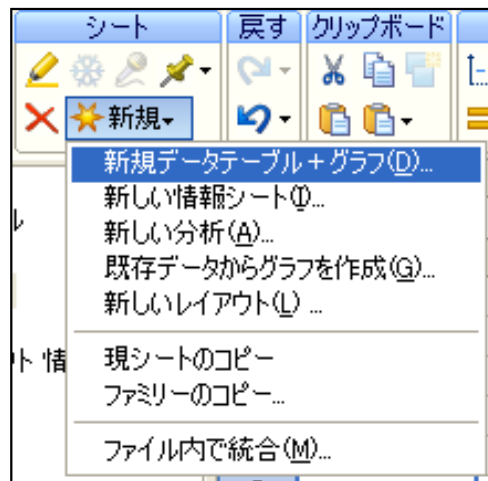 シート 戻す クリップボード
新規
新規データテーブル+グラフ(D)...
新しい情報シート(I)...
新しい分析(A)...
既存データからグラフを作成(G)...
新しいレイアウト(L) ...
現シートのコピー
ファミリーのコピー...
ファイル内で統合(M)...
ル
ト 情